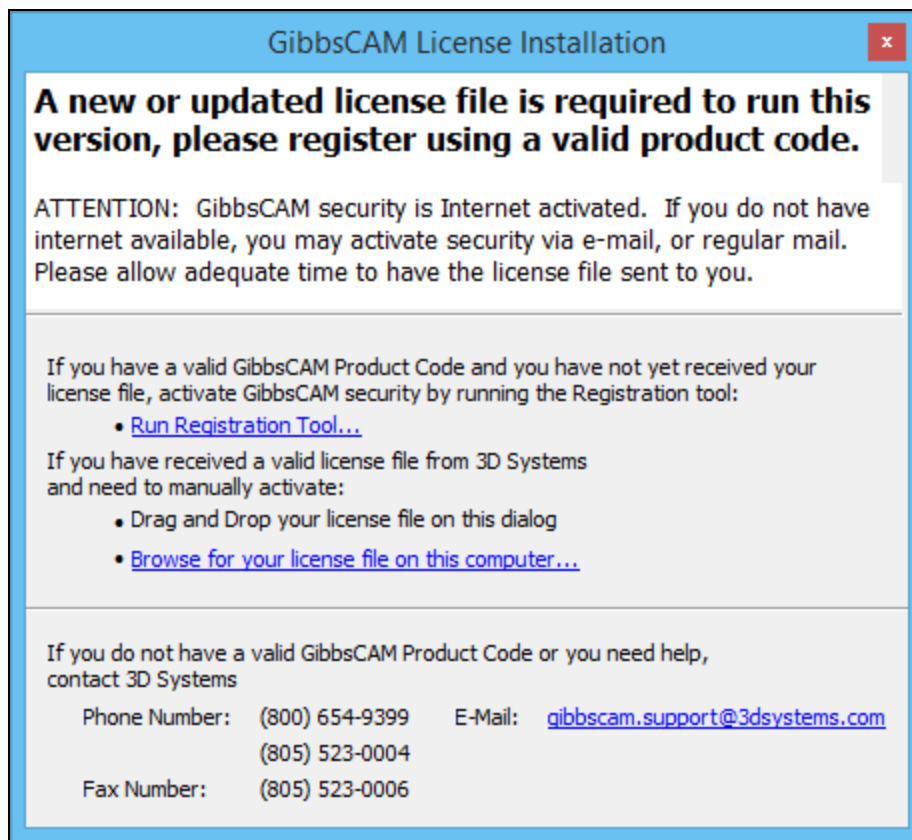 GibbsCAM License Installation
x
A new or updated license file is required to run this
version, please register using a valid product code.
ATTENTION:  GibbsCAM security is Internet activated.  If you do not have
internet available, you may activate security via e-mail, or regular mail.
Please allow adequate time to have the license file sent to you.
If you have a valid GibbsCAM Product Code and you have not yet received your
license file, activate GibbsCAM security by running the Registration tool:
• Run Registration Tool...
If you have received a valid license file from 3D Systems
and need to manually activate:
• Drag and Drop your license file on this dialog
• Browse for your license file on this computer...
If you do not have a valid GibbsCAM Product Code or you need help,
contact 3D Systems
Phone Number: (800) 654-9399 E-Mail: gibbscam.support@3dsystems.com
(805) 523-0004
Fax Number: (805) 523-0006